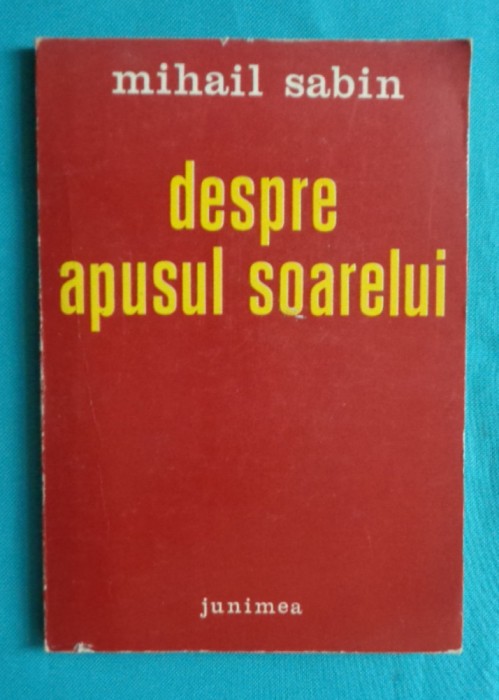 mihail sabin
despre
apusul soarelui
junimea